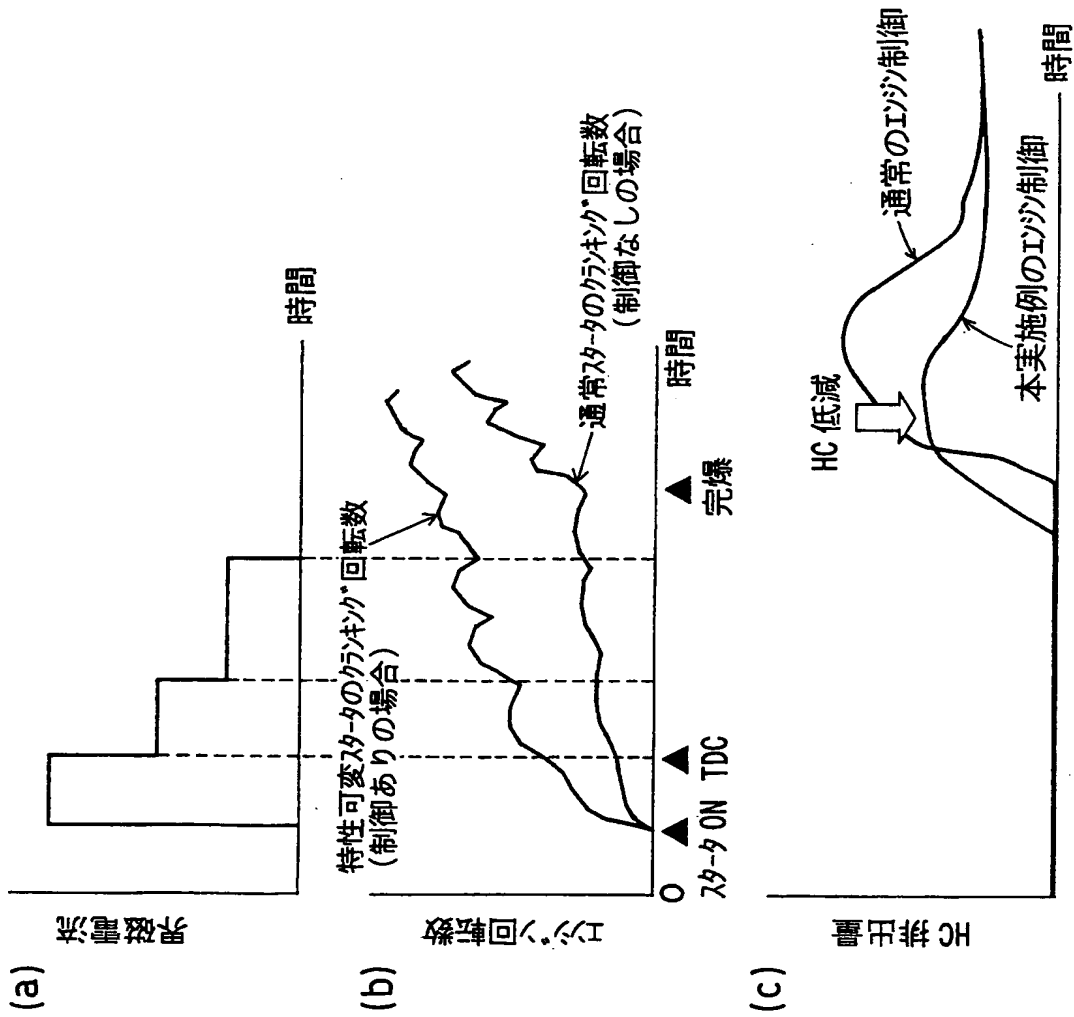 (a)
界磁電流
時間
(b)
エンジン回転数
特性可変スタータのクランキング回転数
(制御ありの場合)
通常スタータのクランキング回転数
(制御なしの場合)
時間
0
スタータON
TDC
完爆
(c)
HC排出量
HC低減
通常のエンジン制御
本実施例のエンジン制御
時間